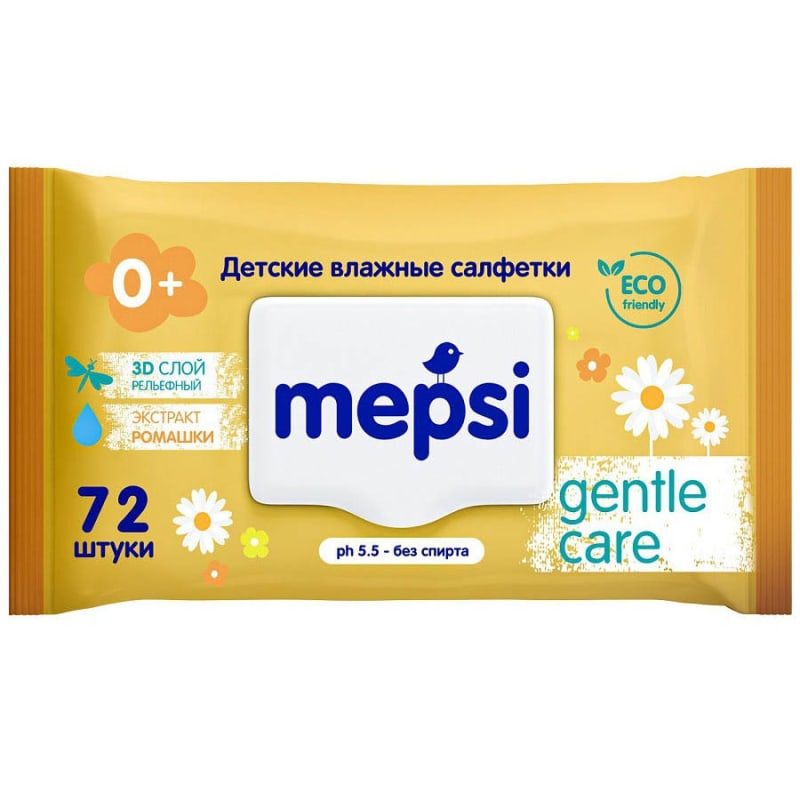 0+
Детские влажные салфетки
ECO
friendly
3D СЛОЙ
РЕЛЬЕФНЫЙ
ЭКСТРАКТ
РОМАШКИ
mepsi
72
штуки
ph 5.5 - без спирта
gentle
care